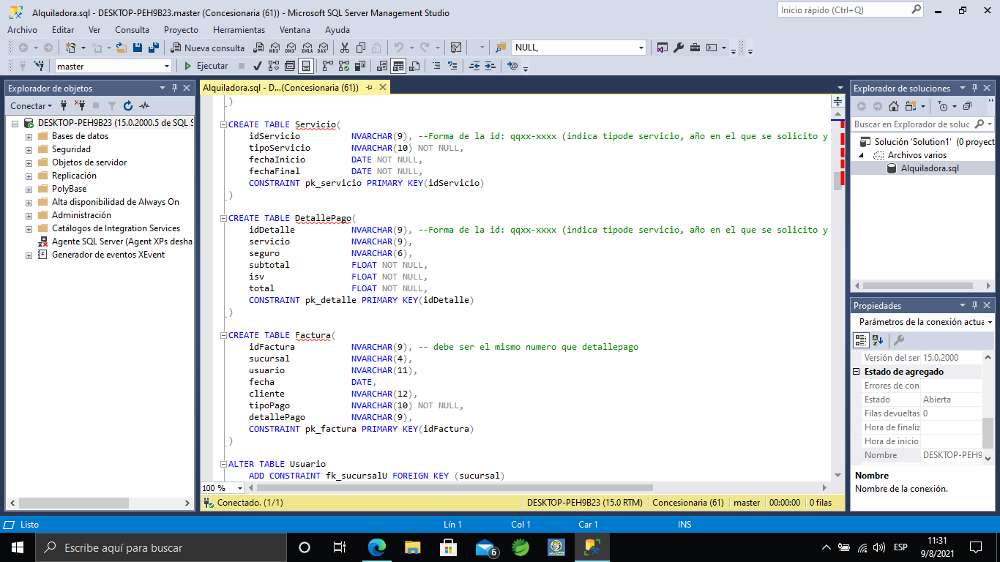 Alquiladora.sql - DESKTOP-PEH9B23.master (Concesionaria (61)) - Microsoft SQL Server Management Studio
Inicio rápido (Ctrl+Q)
Archivo Editar Ver Consulta Proyecto Herramientas Ventana Ayuda
Nueva consulta MDX DMX XMLA DAX NULL,
master Ejecutar
Explorador de objetos
Conectar
DESKTOP-PEH9B23 (15.0.2000.5 de SQL S
Bases de datos
Seguridad
Objetos de servidor
Replicación
PolyBase
Alta disponibilidad de Always On
Administración
Catálogos de Integration Services
Agente SQL Server (Agent XPs desha
Generador de eventos XEvent
Alquiladora.sql - D...(Concesionaria (61))
)
CREATE TABLE Servicio(
idServicio NVARCHAR(9), --Forma de la id: qqxx-xxxx (indica tipode servicio, año en el que se solicito y
tipoServicio NVARCHAR(10) NOT NULL,
fechaInicio DATE NOT NULL,
fechaFinal DATE NOT NULL,
CONSTRAINT pk_servicio PRIMARY KEY(idServicio)
)
CREATE TABLE DetallePago(
idDetalle NVARCHAR(9), --Forma de la id: qqxx-xxxx (indica tipode servicio, año en el que se solicito y
servicio NVARCHAR(9),
seguro NVARCHAR(6),
subtotal FLOAT NOT NULL,
isv FLOAT NOT NULL,
total FLOAT NOT NULL,
CONSTRAINT pk_detalle PRIMARY KEY(idDetalle)
)
CREATE TABLE Factura(
idFactura NVARCHAR(9), -- debe ser el mismo numero que detallepago
sucursal NVARCHAR(4),
usuario NVARCHAR(11),
fecha DATE,
cliente NVARCHAR(12),
tipoPago NVARCHAR(10) NOT NULL,
detallePago NVARCHAR(9),
CONSTRAINT pk_factura PRIMARY KEY(idFactura)
)
ALTER TABLE Usuario
ADD CONSTRAINT fk_sucursalU FOREIGN KEY (sucursal)
100 %
Conectado. (1/1) DESKTOP-PEH9B23 (15.0 RTM) Concesionaria (61) master 00:00:00 0 filas
Explorador de soluciones
Buscar en Explorador de soluc
Solución 'Solution1' (0 proyect
Archivos varios
Alquiladora.sql
Propiedades
Parámetros de la conexión actua
Versión del ser 15.0.2000
Estado de agregado
Errores de con
Estado Abierta
Filas devueltas 0
Hora de finaliz
Hora de inicio
Nombre DESKTOP-PEH9
Nombre
Nombre de la conexión.
Listo Lín 1 Col 1 Car 1 INS
Escribe aquí para buscar
6
ESP
11:31
9/8/2021